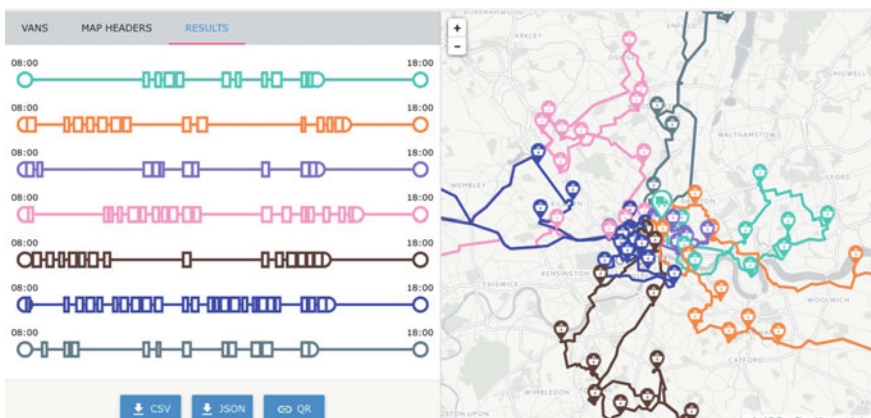 VANS MAP HEADERS RESULTS
08:00 18:00
08:00 18:00
08:00 18:00
08:00 18:00
08:00 18:00
08:00 18:00
08:00 18:00
CSV JSON QR
+
-
ARKLEY
ENFIELD
CHIGWELL
WALTHAMSTOW
ILFORD
WEMBLEY
KENSINGTON
CHISWICK
WOOLWICH
CATFORD
WIMBLEDON